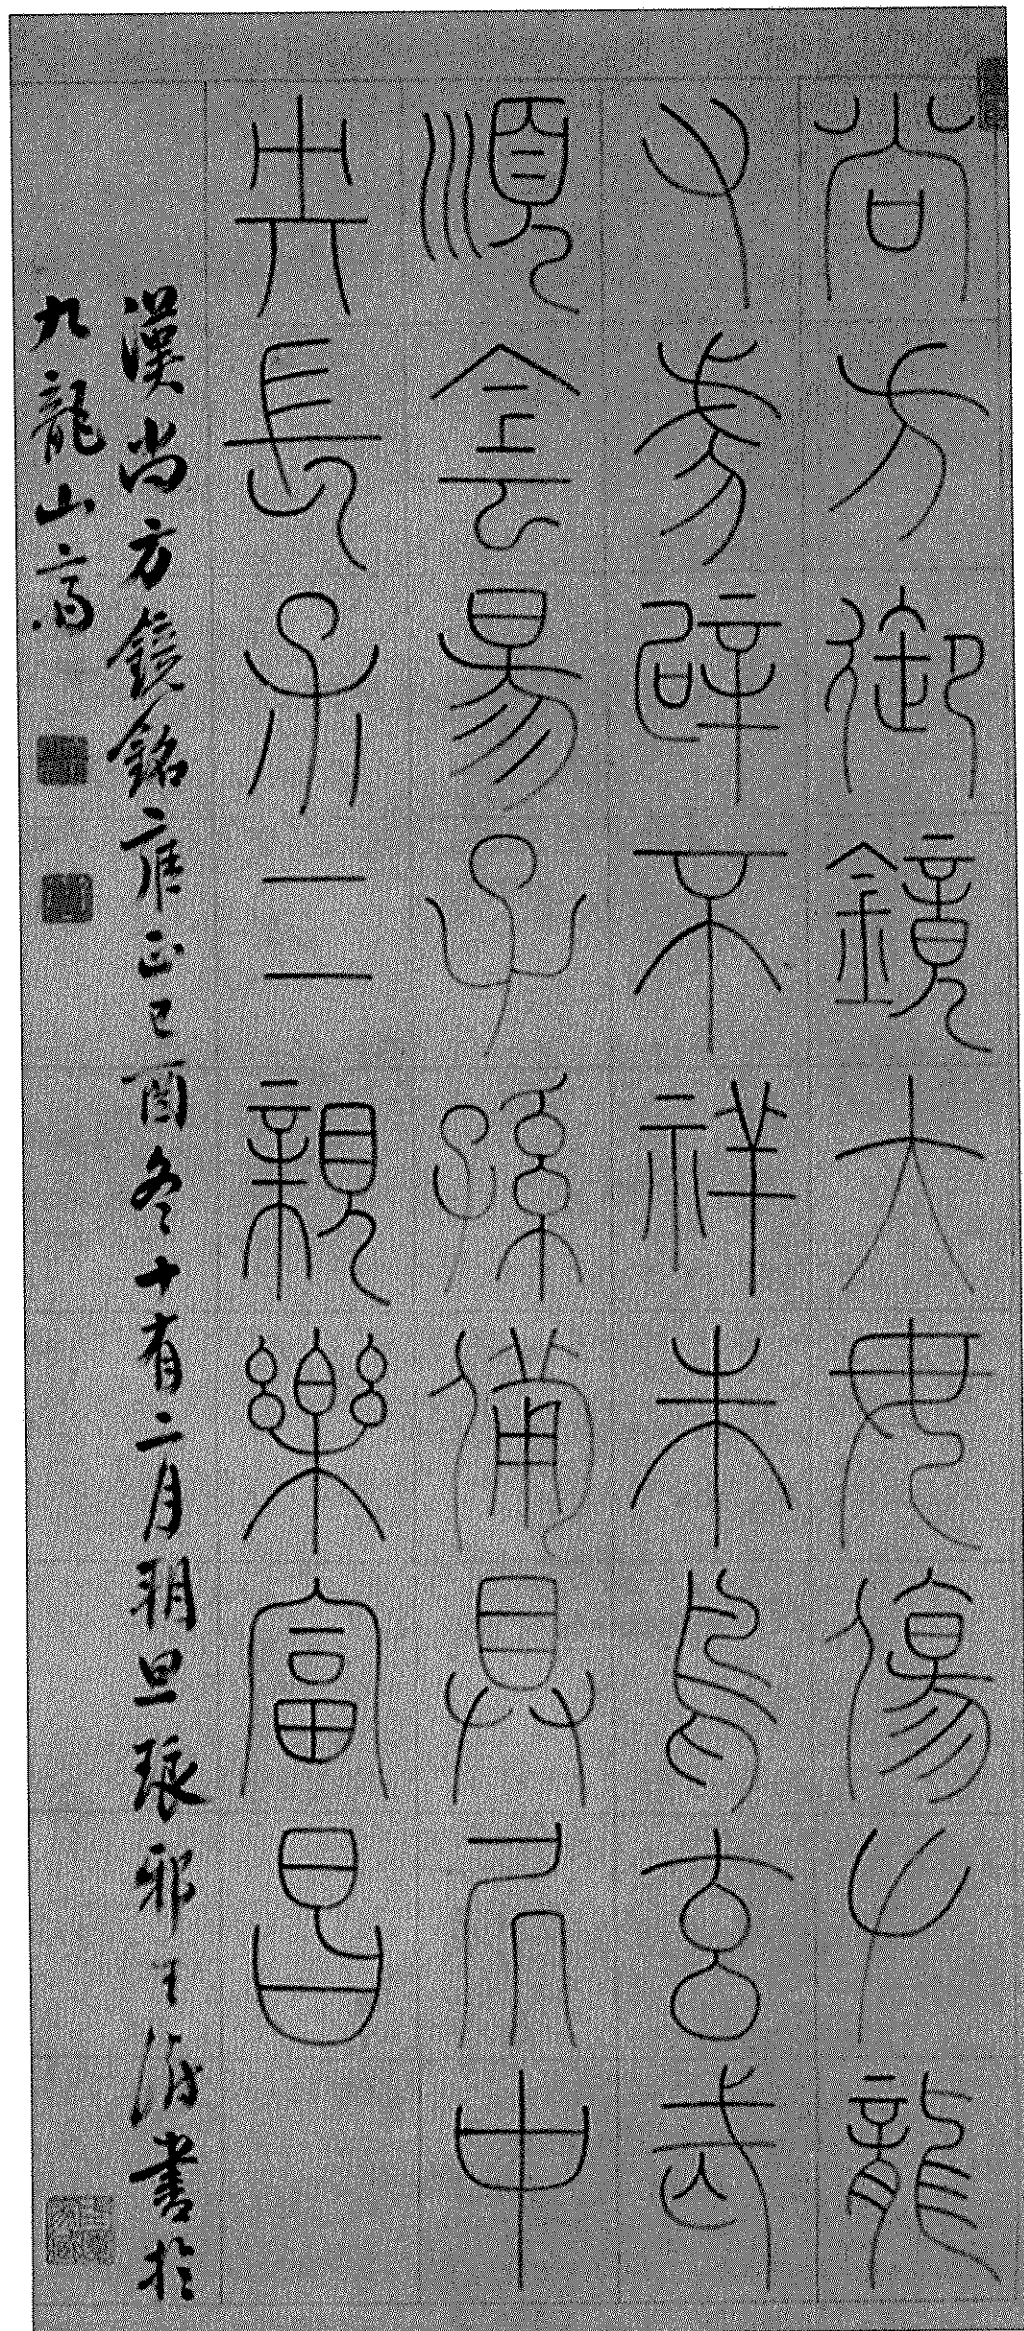 尚方御鏡大毋傷左龍
右虎辟不祥朱鳥玄武
順陰陽子孫備具居中
央長保二親樂富昌
漢尚方鏡銘雍正己酉冬十有二月朔旦琅邪王澍書於
九龍山齋